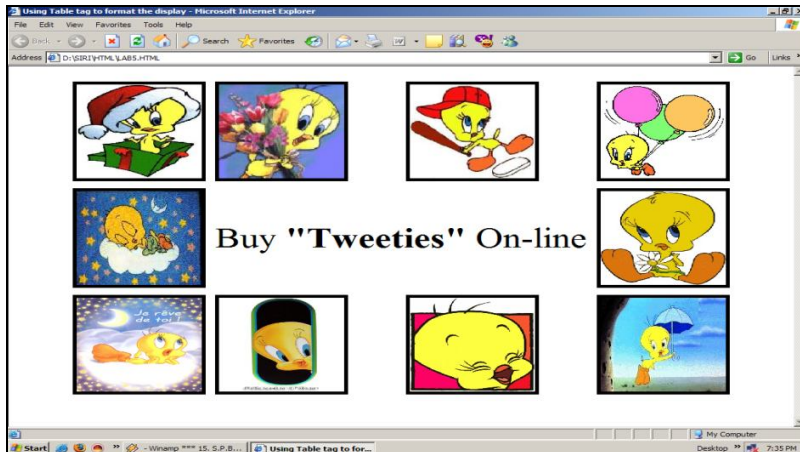 Using Table tag to format the display - Microsoft Internet Explorer
File Edit View Favorites Tools Help
Back Search Favorites
Address D:\SIRI\HTML\LAB5.HTML Go Links »
Buy "Tweeties" On-line
Je rêve
de toi !
My Computer
Start » - Winamp *** 15. S.P.B... Using Table tag to for... Desktop » 7:35 PM